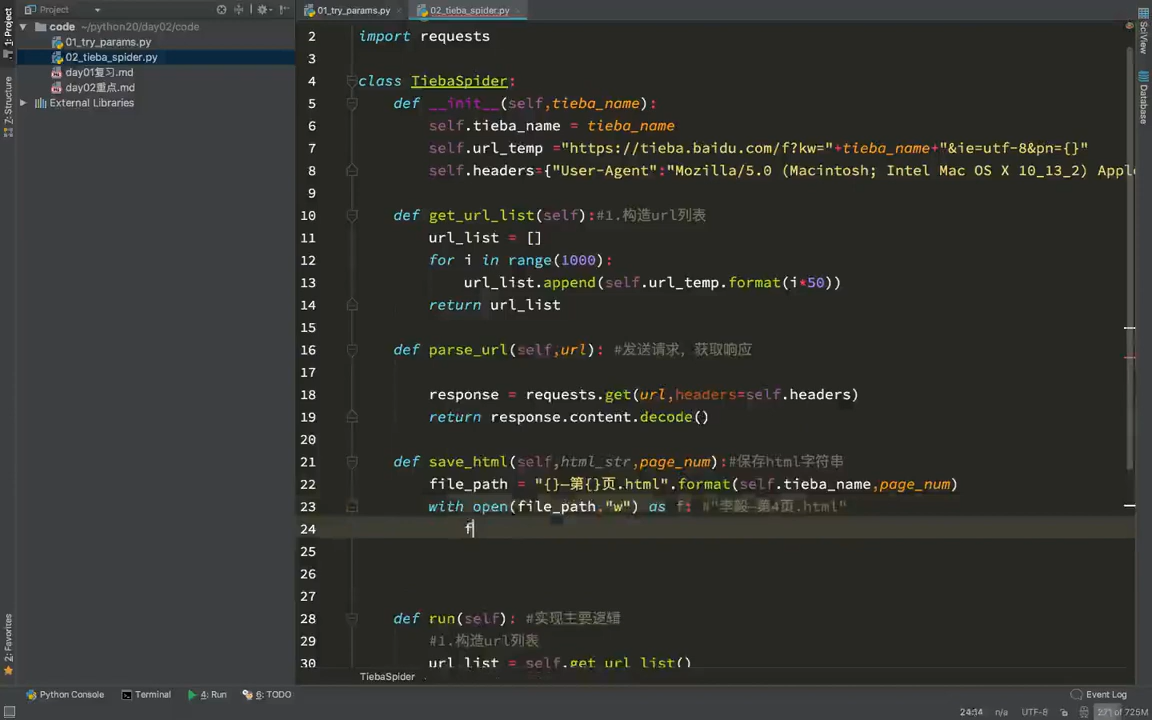 Project
01_try_params.py
02_tieba_spider.py
1: Project
code ~/python20/day02/code
01_try_params.py
02_tieba_spider.py
day01复习.md
day02重点.md
External Libraries
Z: Structure
2: Favorites
SciView
Database
2 import requests
3
4 class TiebaSpider:
5 def __init__(self,tieba_name):
6 self.tieba_name = tieba_name
7 self.url_temp ="https://tieba.baidu.com/f?kw="+tieba_name+"&ie=utf-8&pn={}"
8 self.headers={"User-Agent":"Mozilla/5.0 (Macintosh; Intel Mac OS X 10_13_2) Appl
9
10 def get_url_list(self):#1.构造url列表
11 url_list = []
12 for i in range(1000):
13 url_list.append(self.url_temp.format(i*50))
14 return url_list
15
16 def parse_url(self,url): #发送请求，获取响应
17
18 response = requests.get(url,headers=self.headers)
19 return response.content.decode()
20
21 def save_html(self,html_str,page_num):#保存html字符串
22 file_path = "{}—第{}页.html".format(self.tieba_name,page_num)
23 with open(file_path,"w") as f: #"李毅—第4页.html"
24 f
25
26
27
28 def run(self): #实现主要逻辑
29 #1.构造url列表
30 url_list = self.get_url_list()
TiebaSpider
Python Console
Terminal
4: Run
6: TODO
Event Log
24:14
n/a
UTF-8
of 725M